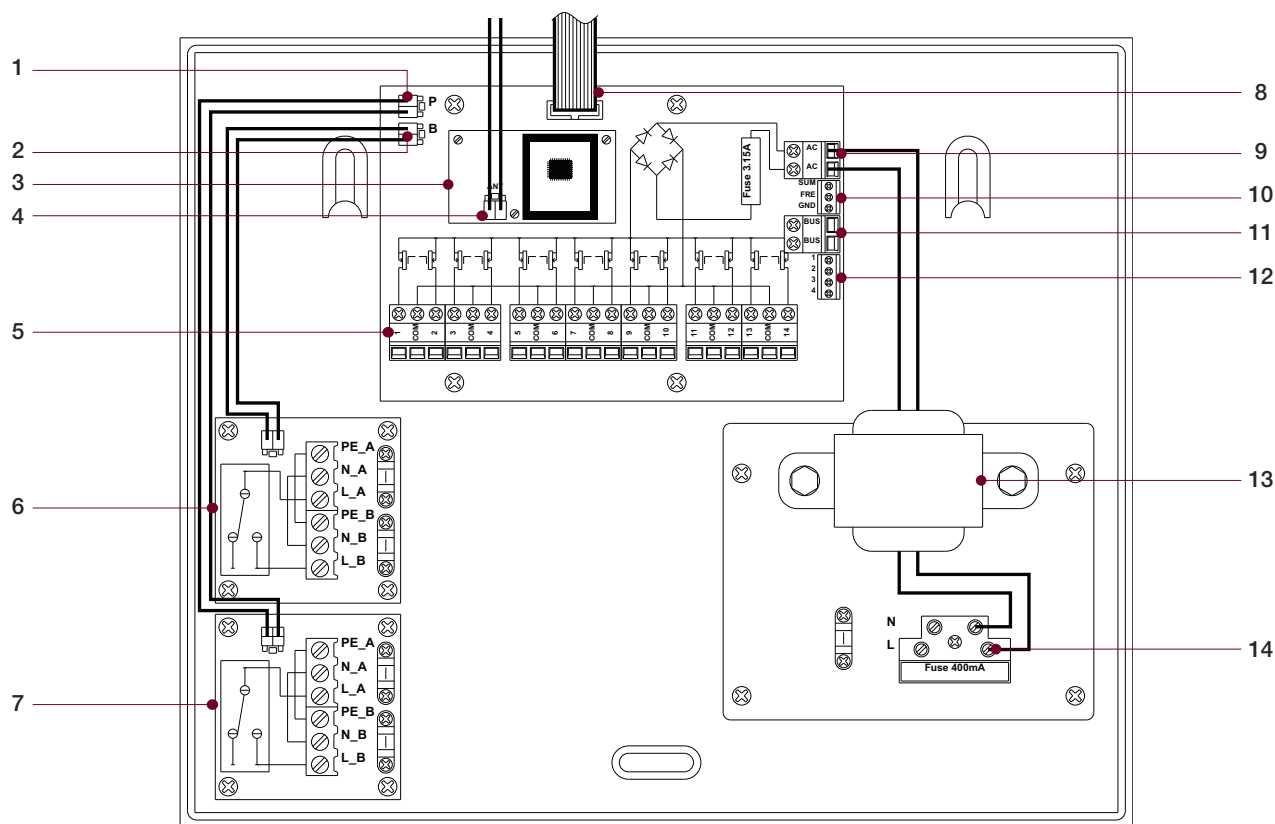 1
2
3
4
5
6
7
8
9
10
11
12
13
14
P
B
ANT
Fuse 3.15A
AC
AC
SUM
FRE
GND
BUS
BUS
1
2
3
4
1 COM 2 3 COM 4 5 COM 6 7 COM 8 9 COM 10 11 COM 12 13 COM 14
PE_A
N_A
L_A
PE_B
N_B
L_B
PE_A
N_A
L_A
PE_B
N_B
L_B
N
L
Fuse 400mA